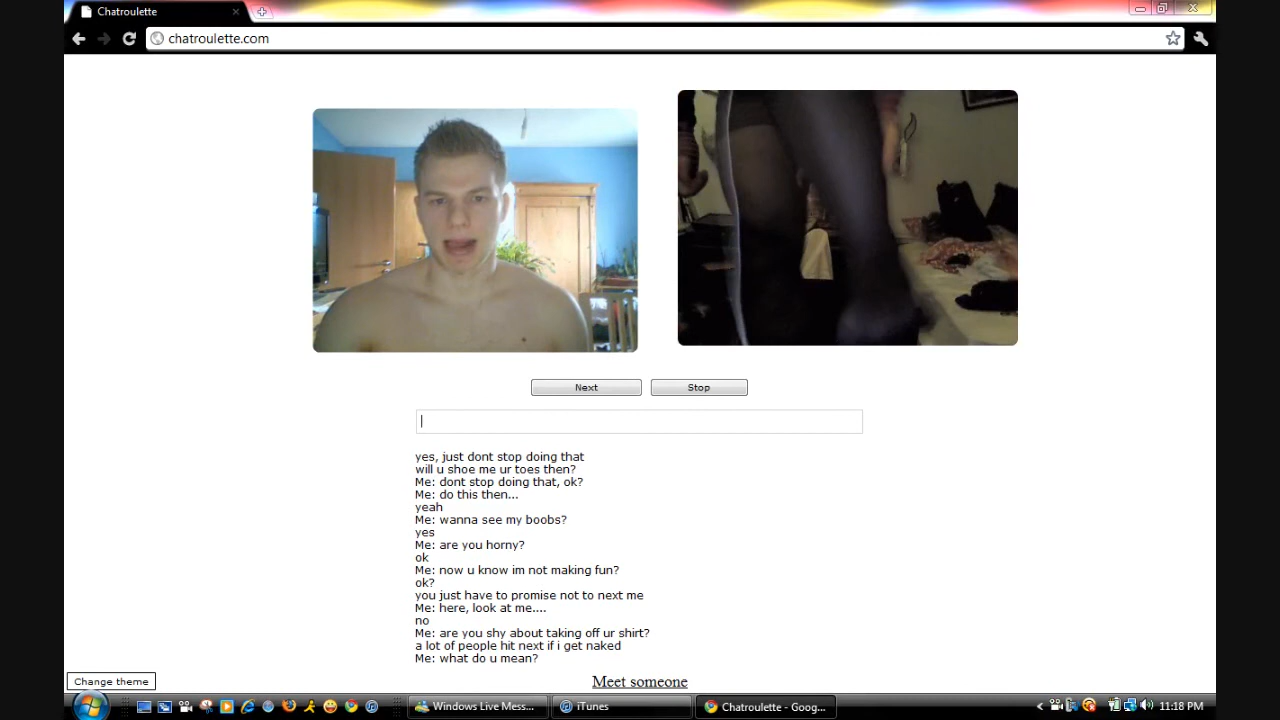 Chatroulette
chatroulette.com
Next
Stop
yes, just dont stop doing that
will u shoe me ur toes then?
Me: dont stop doing that, ok?
Me: do this then...
yeah
Me: wanna see my boobs?
yes
Me: are you horny?
ok
Me: now u know im not making fun?
ok?
you just have to promise not to next me
Me: here, look at me....
no
Me: are you shy about taking off ur shirt?
a lot of people hit next if i get naked
Me: what do u mean?
Change theme
Meet someone
Windows Live Mess...
iTunes
Chatroulette - Goog...
11:18 PM